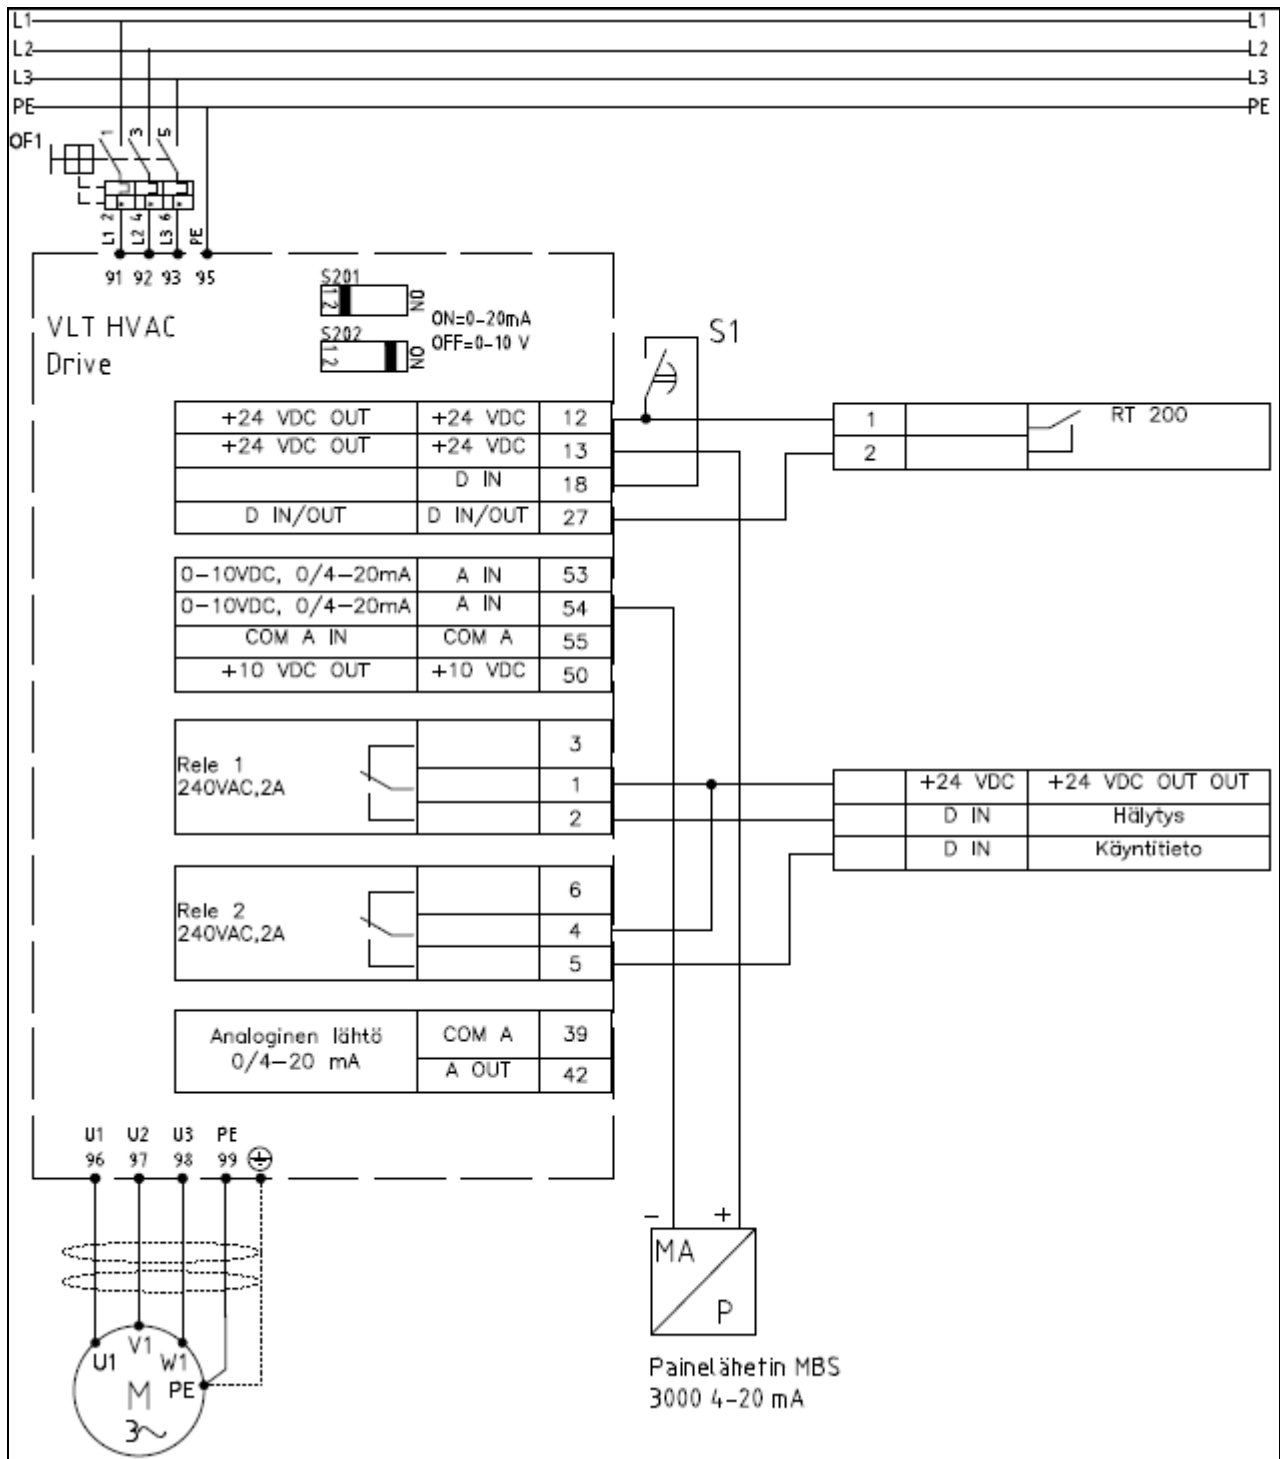 L1 L1
L2 L2
L3 L3
PE PE
OF1 1 3 5
2 4 6
L1 L2 L3 PE
91 92 93 95
VLT HVAC
Drive
S201
1 2 ON
S202
1 2 ON
ON=0-20mA
OFF=0-10 V
S1
+24 VDC OUT +24 VDC 12
+24 VDC OUT +24 VDC 13
D IN 18
D IN/OUT D IN/OUT 27
1 RT 200
2
0-10VDC, 0/4-20mA A IN 53
0-10VDC, 0/4-20mA A IN 54
COM A IN COM A 55
+10 VDC OUT +10 VDC 50
Rele 1
240VAC,2A
3
1
2
+24 VDC +24 VDC OUT OUT
D IN Hälytys
D IN Käyntitieto
Rele 2
240VAC,2A
6
4
5
Analoginen lähtö
0/4-20 mA
COM A 39
A OUT 42
U1 U2 U3 PE
96 97 98 99
- +
MA
P
U1 V1 W1
M PE
3~
Painelähetin MBS
3000 4-20 mA